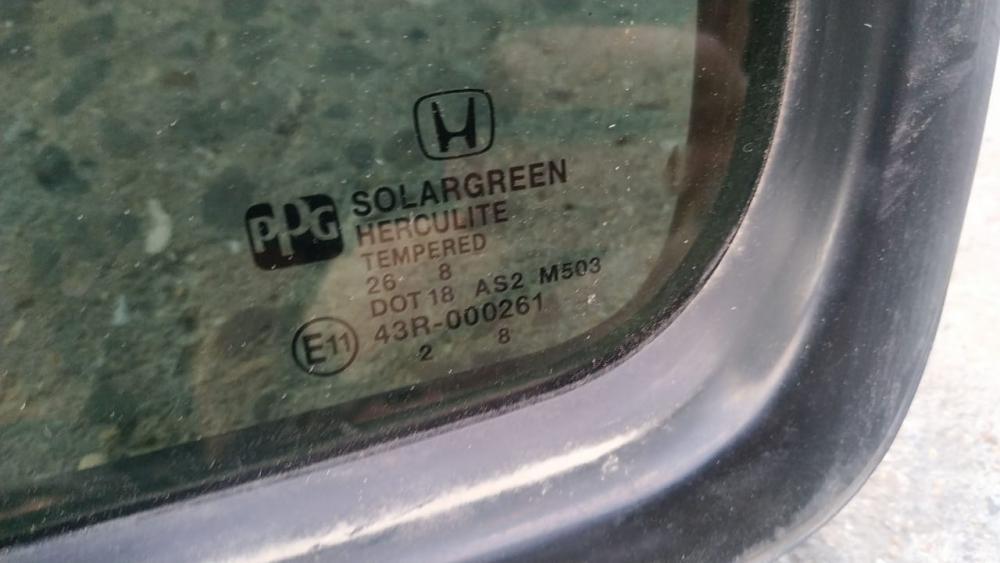 PPG SOLARGREEN
HERCULITE
TEMPERED
26 8
DOT 18 AS2 M503
E11 43R-000261
2 8